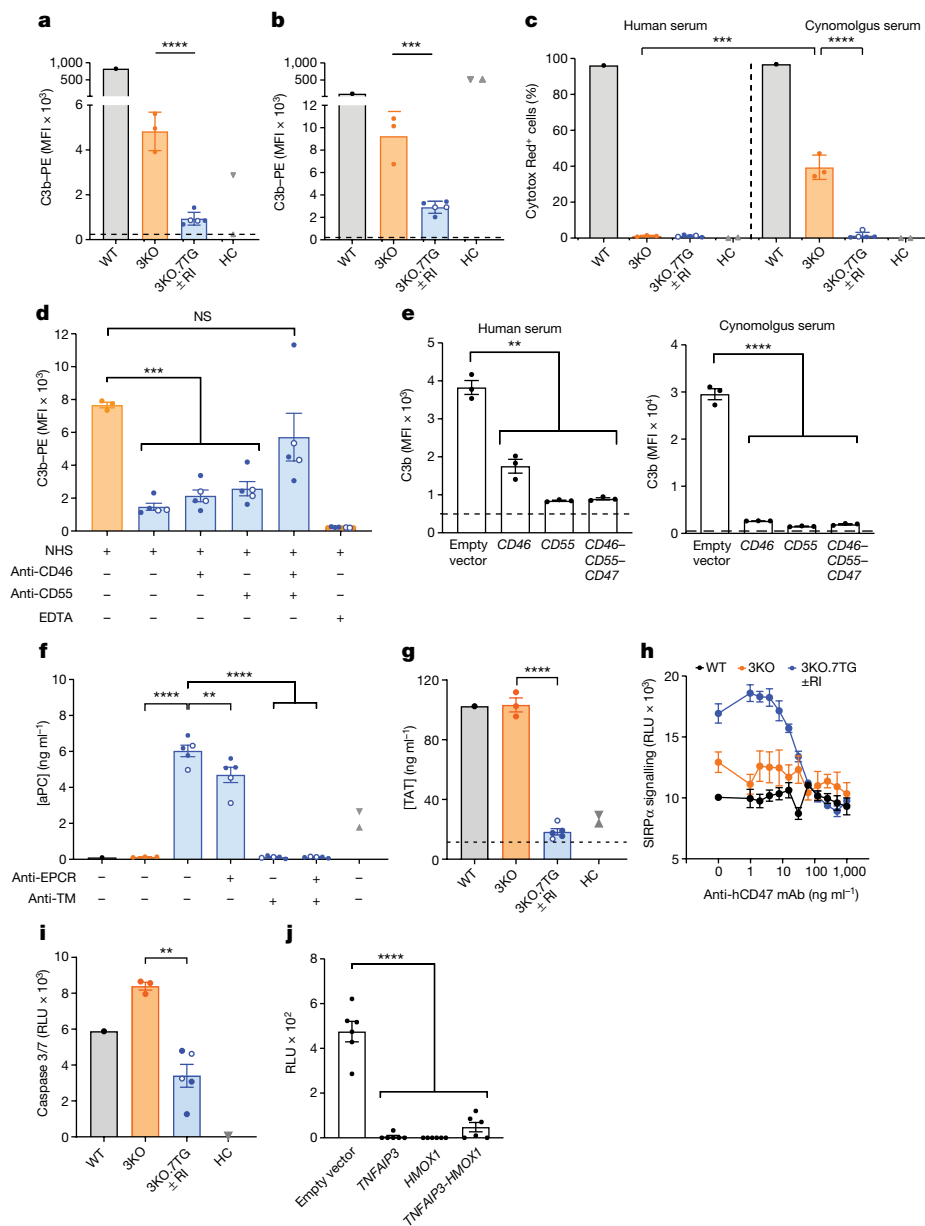 a
****
1,000
500
6
4
2
0
C3b–PE (MFI × 10³)
WT
3KO
3KO.7TG
± RI
HC
b
***
1,000
500
12
10
8
6
4
2
0
C3b–PE (MFI × 10³)
WT
3KO
3KO.7TG
± RI
HC
c
Human serum
Cynomolgus serum
***
****
100
80
60
40
20
0
Cytotox Red⁺ cells (%)
WT
3KO
3KO.7TG
± RI
HC
WT
3KO
3KO.7TG
± RI
HC
d
NS
***
12
10
8
6
4
2
0
C3b–PE (MFI × 10³)
NHS + + + + + +
Anti-CD46 – – + – + –
Anti-CD55 – – – + + –
EDTA – – – – – +
e
Human serum
**
5
4
3
2
1
0
C3b (MFI × 10³)
Empty
vector
CD46
CD55
CD46–
CD55–
CD47
Cynomolgus serum
****
4
3
2
1
0
C3b (MFI × 10⁴)
Empty
vector
CD46
CD55
CD46–
CD55–
CD47
f
****
**
****
10
8
6
4
2
0
[aPC] (ng ml⁻¹)
Anti-EPCR – – – + – + –
Anti-TM – – – – + + –
g
****
120
90
60
30
0
[TAT] (ng ml⁻¹)
WT
3KO
3KO.7TG
± RI
HC
h
WT
3KO
3KO.7TG
±RI
20
15
10
5
SIRPα signalling (RLU × 10³)
0
1
10
100
1,000
Anti-hCD47 mAb (ng ml⁻¹)
i
**
10
8
6
4
2
0
Caspase 3/7 (RLU × 10³)
WT
3KO
3KO.7TG
± RI
HC
j
****
8
6
4
2
0
RLU × 10²
Empty vector
TNFAIP3
HMOX1
TNFAIP3-HMOX1